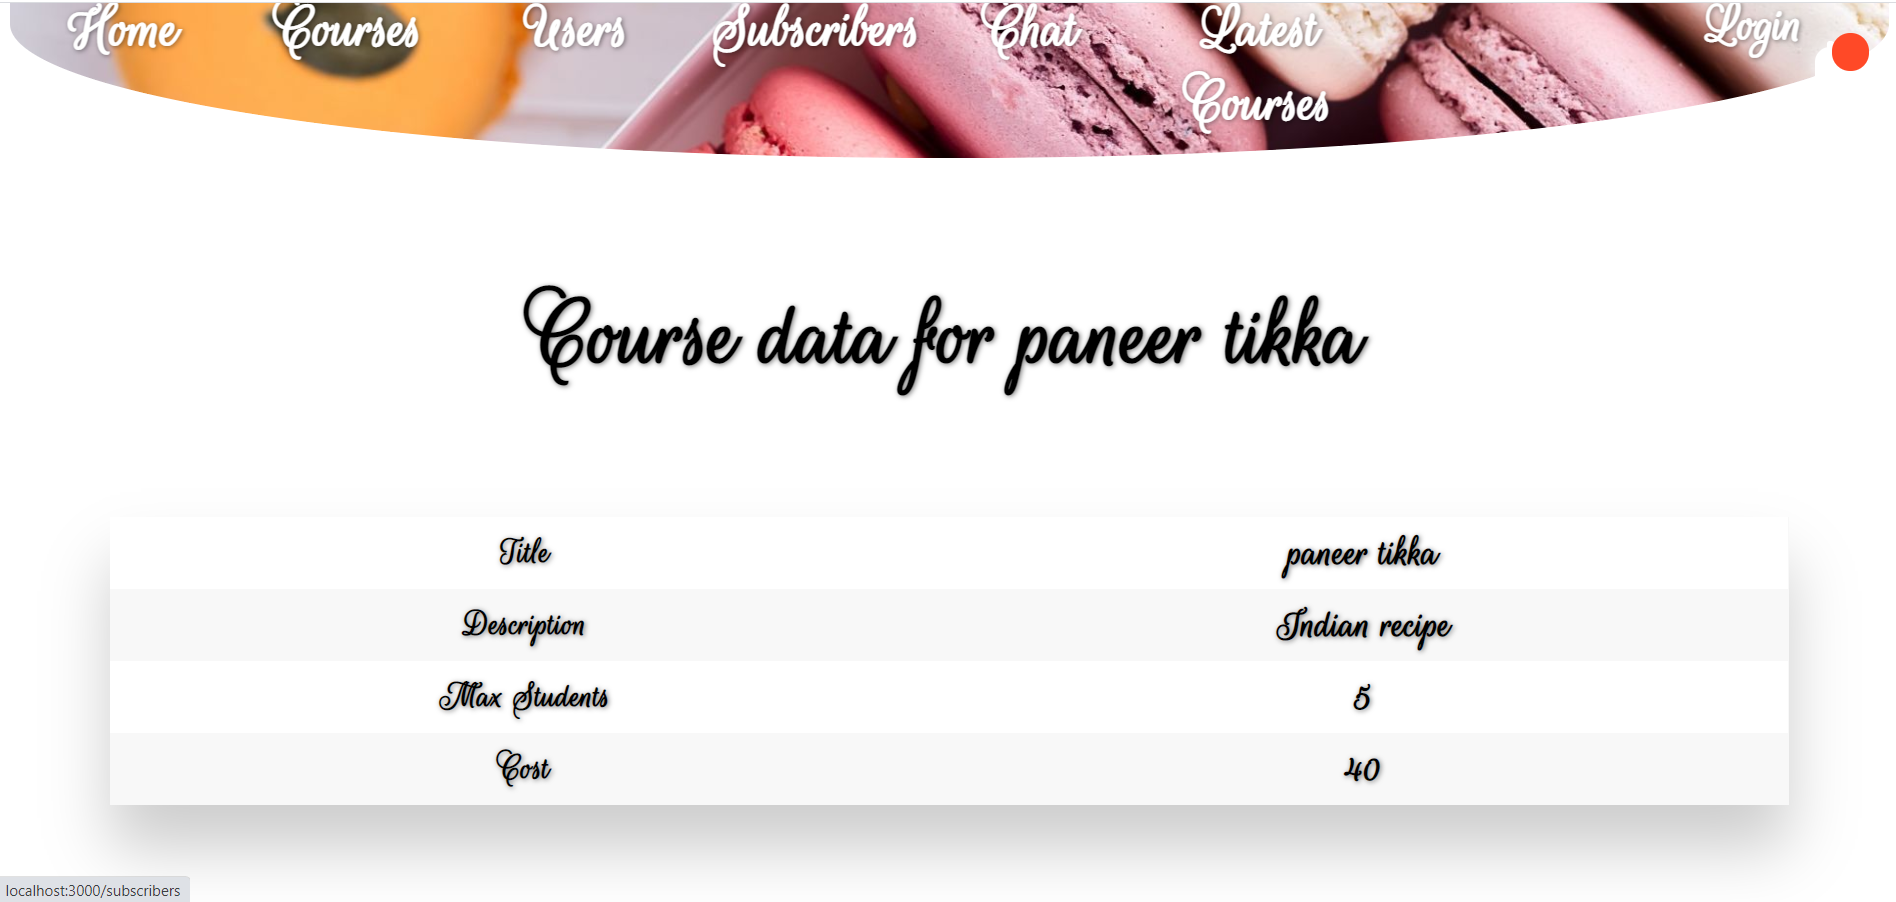 Home Courses Users Subscribers Chat Latest Courses Login
Course data for paneer tikka
Title paneer tikka
Description Indian recipe
Max Students 5
Cost 40
localhost:3000/subscribers